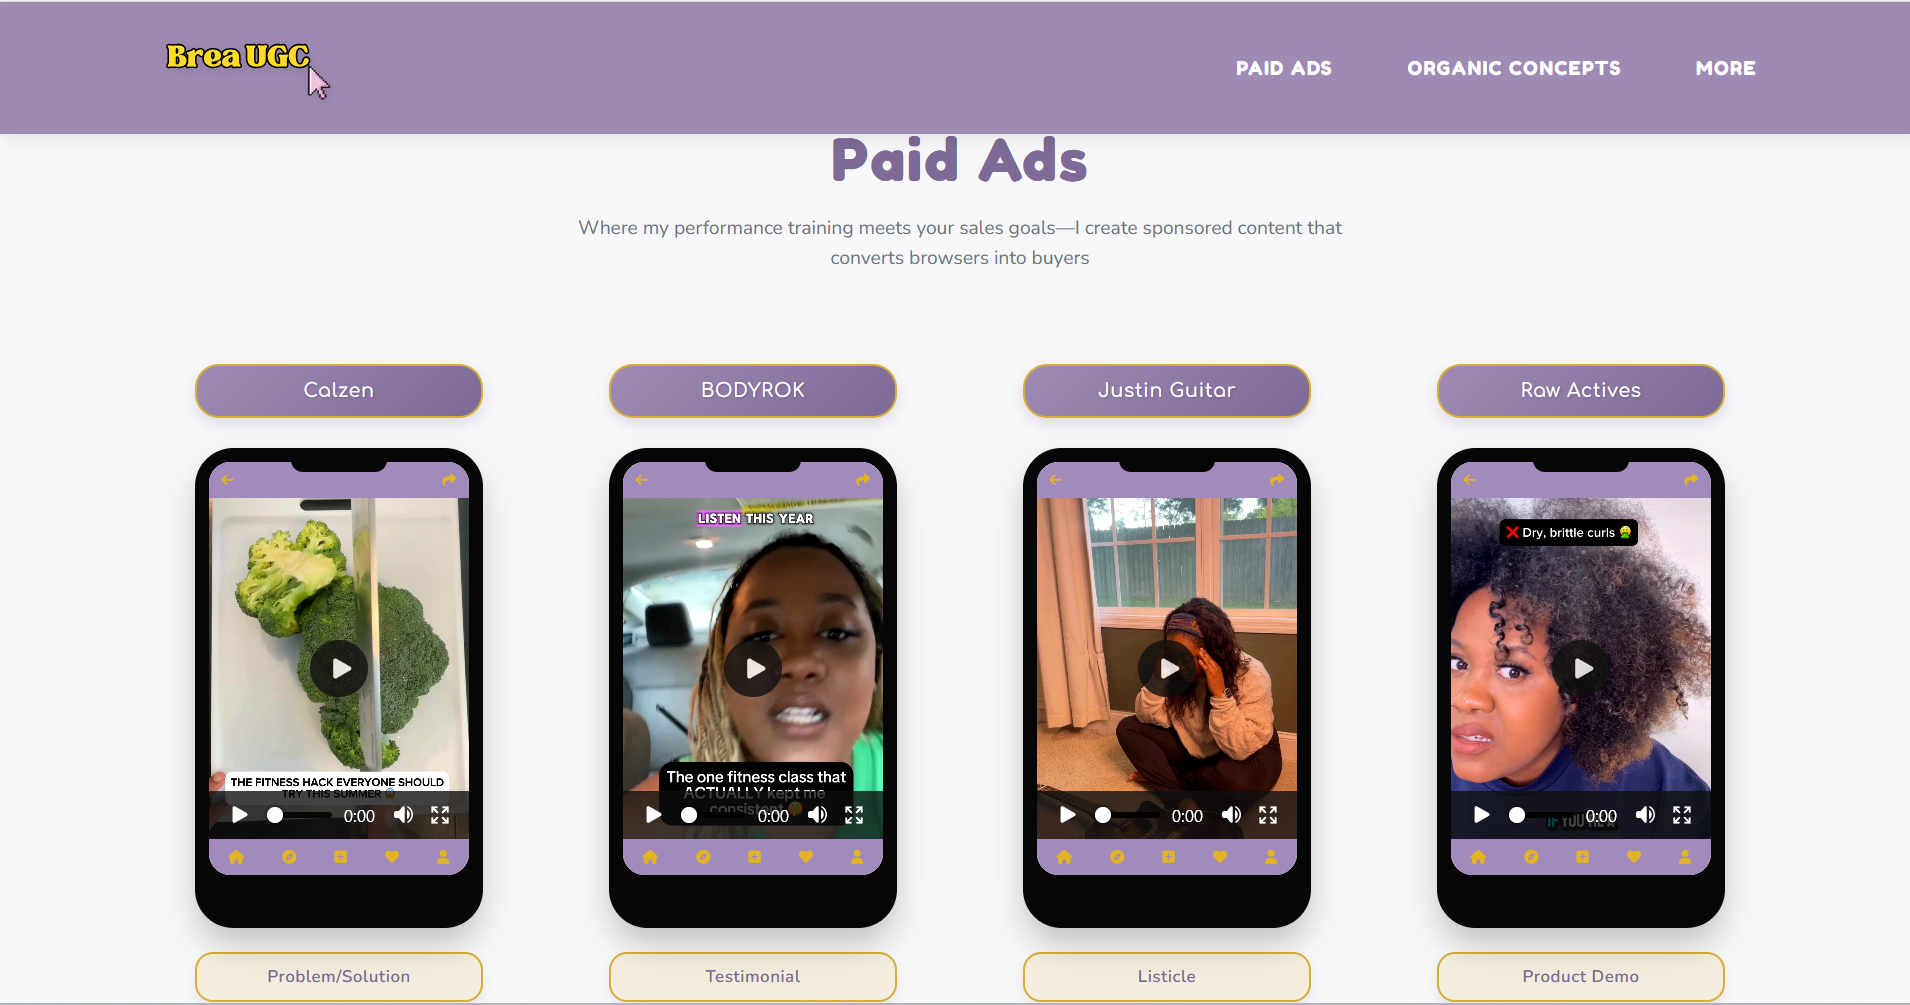 Brea UGC
PAID ADS
ORGANIC CONCEPTS
MORE
Paid Ads
Where my performance training meets your sales goals—I create sponsored content that
converts browsers into buyers
Calzen
BODYROK
Justin Guitar
Raw Actives
THE FITNESS HACK EVERYONE SHOULD
TRY THIS SUMMER
0:00
LISTEN THIS YEAR
The one fitness class that
ACTUALLY kept me
consistent
0:00
0:00
❌ Dry, brittle curls 🤮
IF YOU'RE A
0:00
Problem/Solution
Testimonial
Listicle
Product Demo